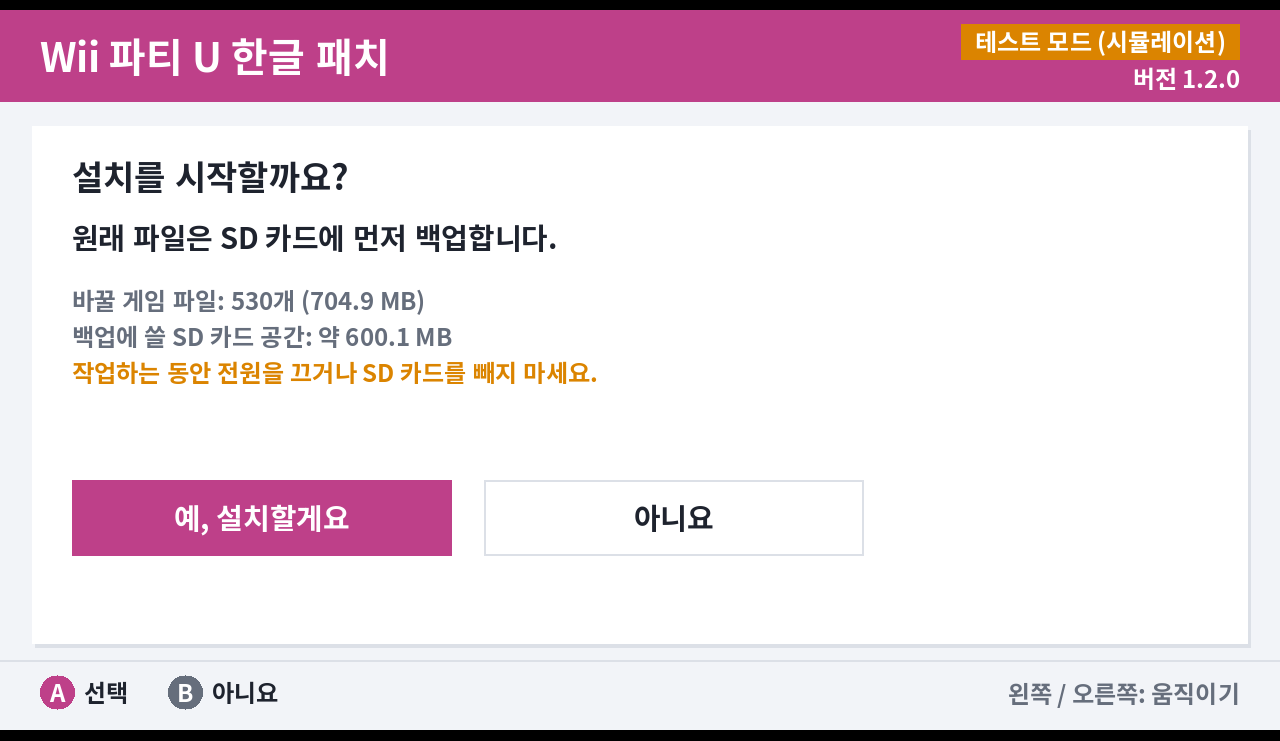 Wii 파티 U 한글 패치
테스트 모드 (시뮬레이션)
버전 1.2.0
설치를 시작할까요?
원래 파일은 SD 카드에 먼저 백업합니다.
바꿀 게임 파일: 530개 (704.9 MB)
백업에 쓸 SD 카드 공간: 약 600.1 MB
작업하는 동안 전원을 끄거나 SD 카드를 빼지 마세요.
예, 설치할게요
아니요
A 선택
B 아니요
왼쪽 / 오른쪽: 움직이기